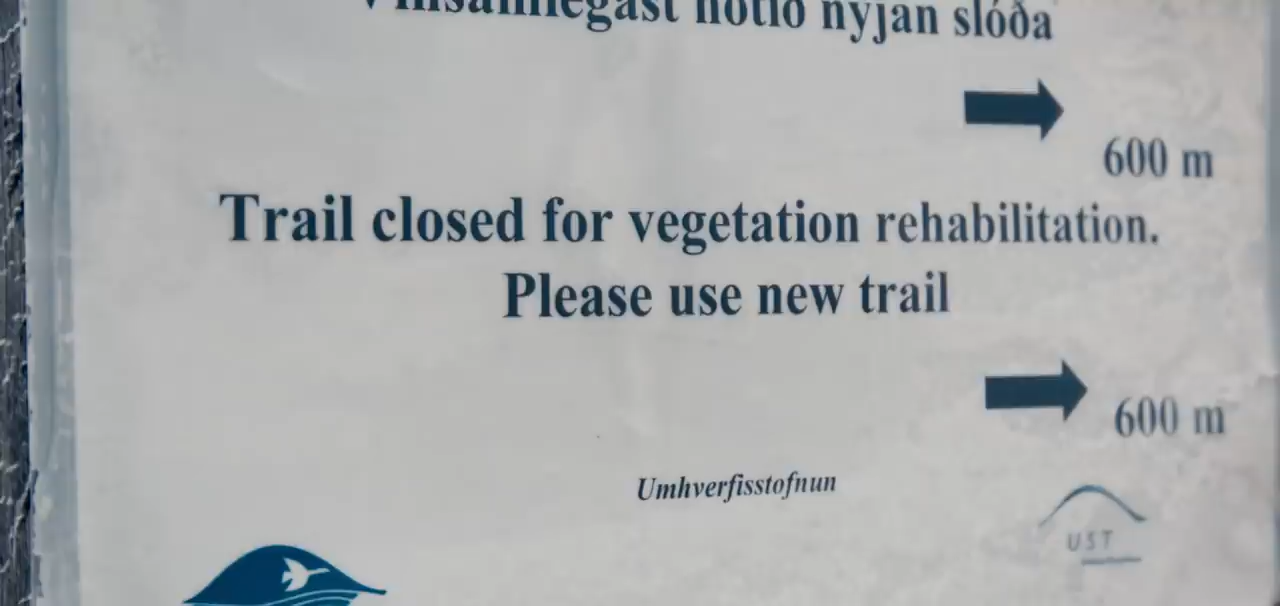 Vinsamlegast notið nýjan slóða
600 m
Trail closed for vegetation rehabilitation.
Please use new trail
600 m
Umhverfisstofnun
UST